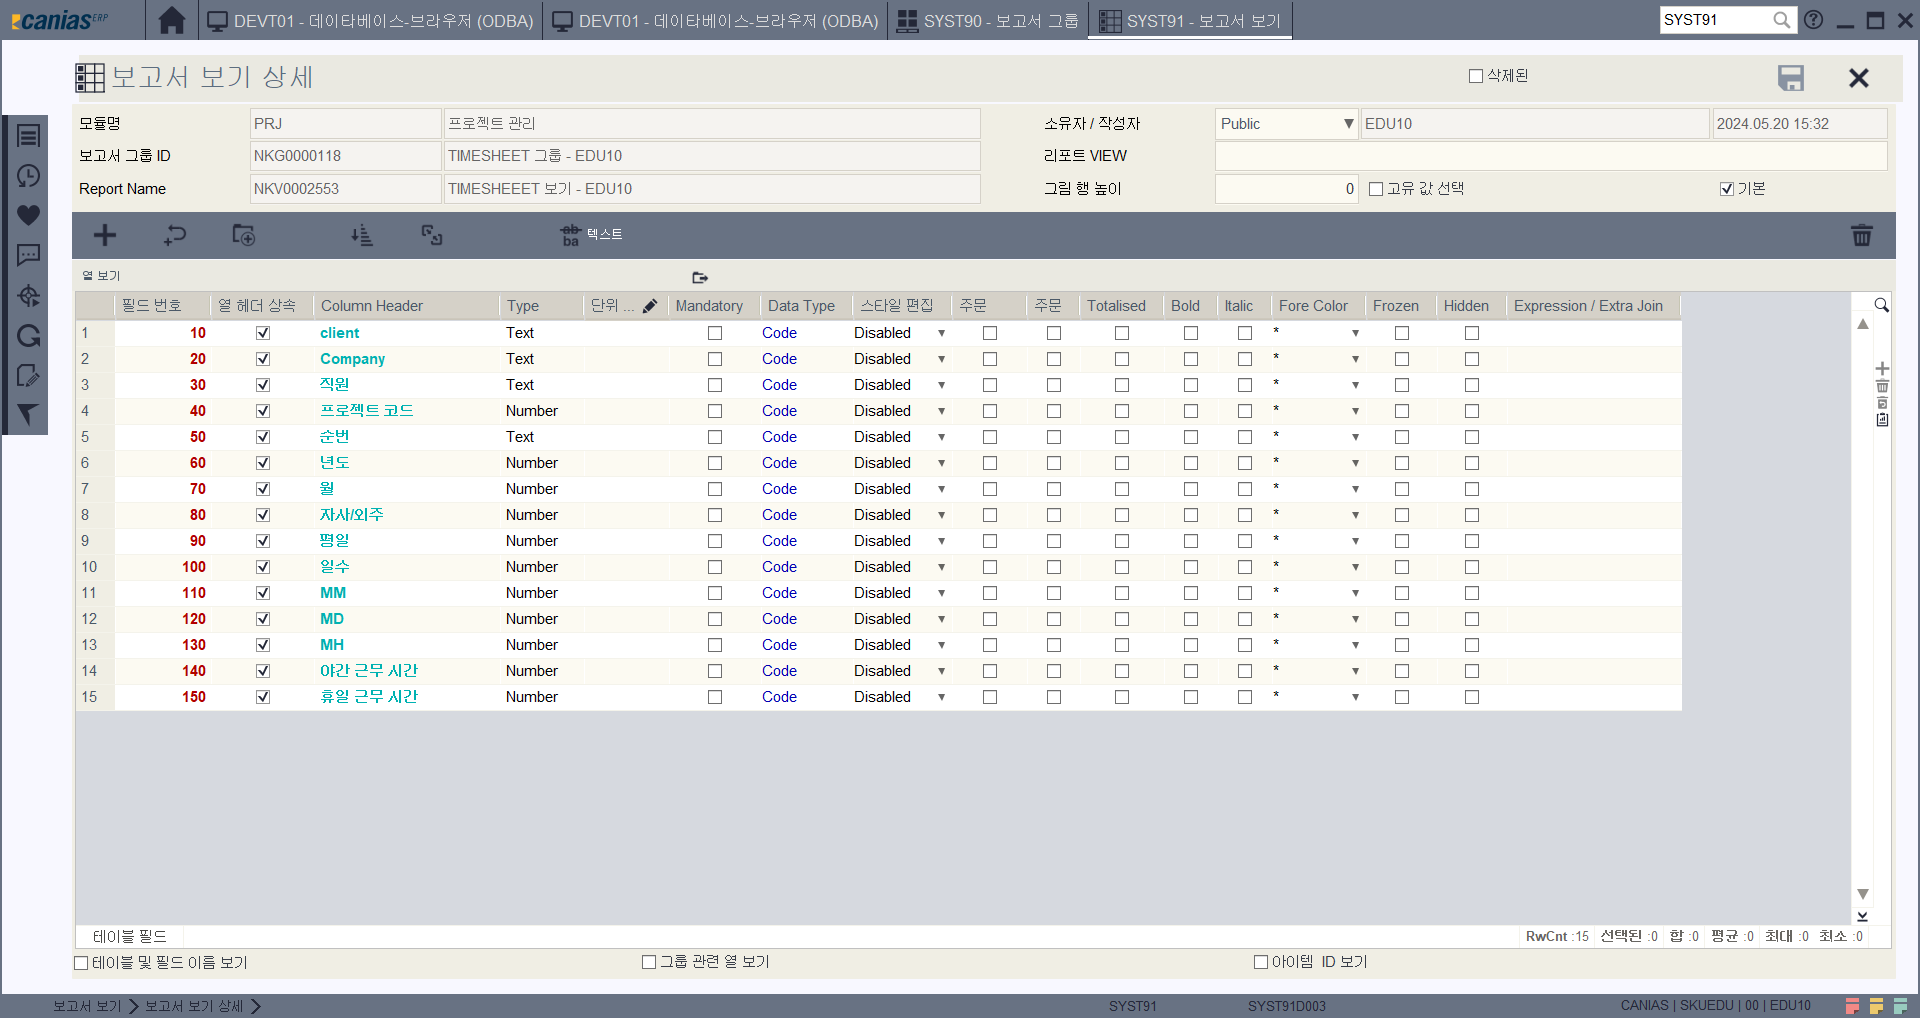 caniasERP DEVT01 - 데이타베이스-브라우저 (ODBA) DEVT01 - 데이타베이스-브라우저 (ODBA) SYST90 - 보고서 그룹 SYST91 - 보고서 보기 SYST91
보고서 보기 상세 삭제된
모듈명 PRJ 프로젝트 관리 소유자 / 작성자 Public EDU10 2024.05.20 15:32
보고서 그룹 ID NKG0000118 TIMESHEET 그룹 - EDU10 리포트 VIEW
Report Name NKV0002553 TIMESHEEET 보기 - EDU10 그림 행 높이 0 고유 값 선택 기본
ab ba 텍스트
열 보기
필드 번호 열 헤더 상속 Column Header Type 단위 ... Mandatory Data Type 스타일 편집 주문 주문 Totalised Bold Italic Fore Color Frozen Hidden Expression / Extra Join
1 10 client Text Code Disabled *
2 20 Company Text Code Disabled *
3 30 직원 Text Code Disabled *
4 40 프로젝트 코드 Number Code Disabled *
5 50 순번 Text Code Disabled *
6 60 년도 Number Code Disabled *
7 70 월 Number Code Disabled *
8 80 자사/외주 Number Code Disabled *
9 90 평일 Number Code Disabled *
10 100 일수 Number Code Disabled *
11 110 MM Number Code Disabled *
12 120 MD Number Code Disabled *
13 130 MH Number Code Disabled *
14 140 야간 근무 시간 Number Code Disabled *
15 150 휴일 근무 시간 Number Code Disabled *
테이블 필드 RwCnt :15 선택된 :0 합 :0 평균 :0 최대 :0 최소 :0
테이블 및 필드 이름 보기 그룹 관련 열 보기 아이템 ID 보기
보고서 보기 보고서 보기 상세 SYST91 SYST91D003 CANIAS | SKUEDU | 00 | EDU10